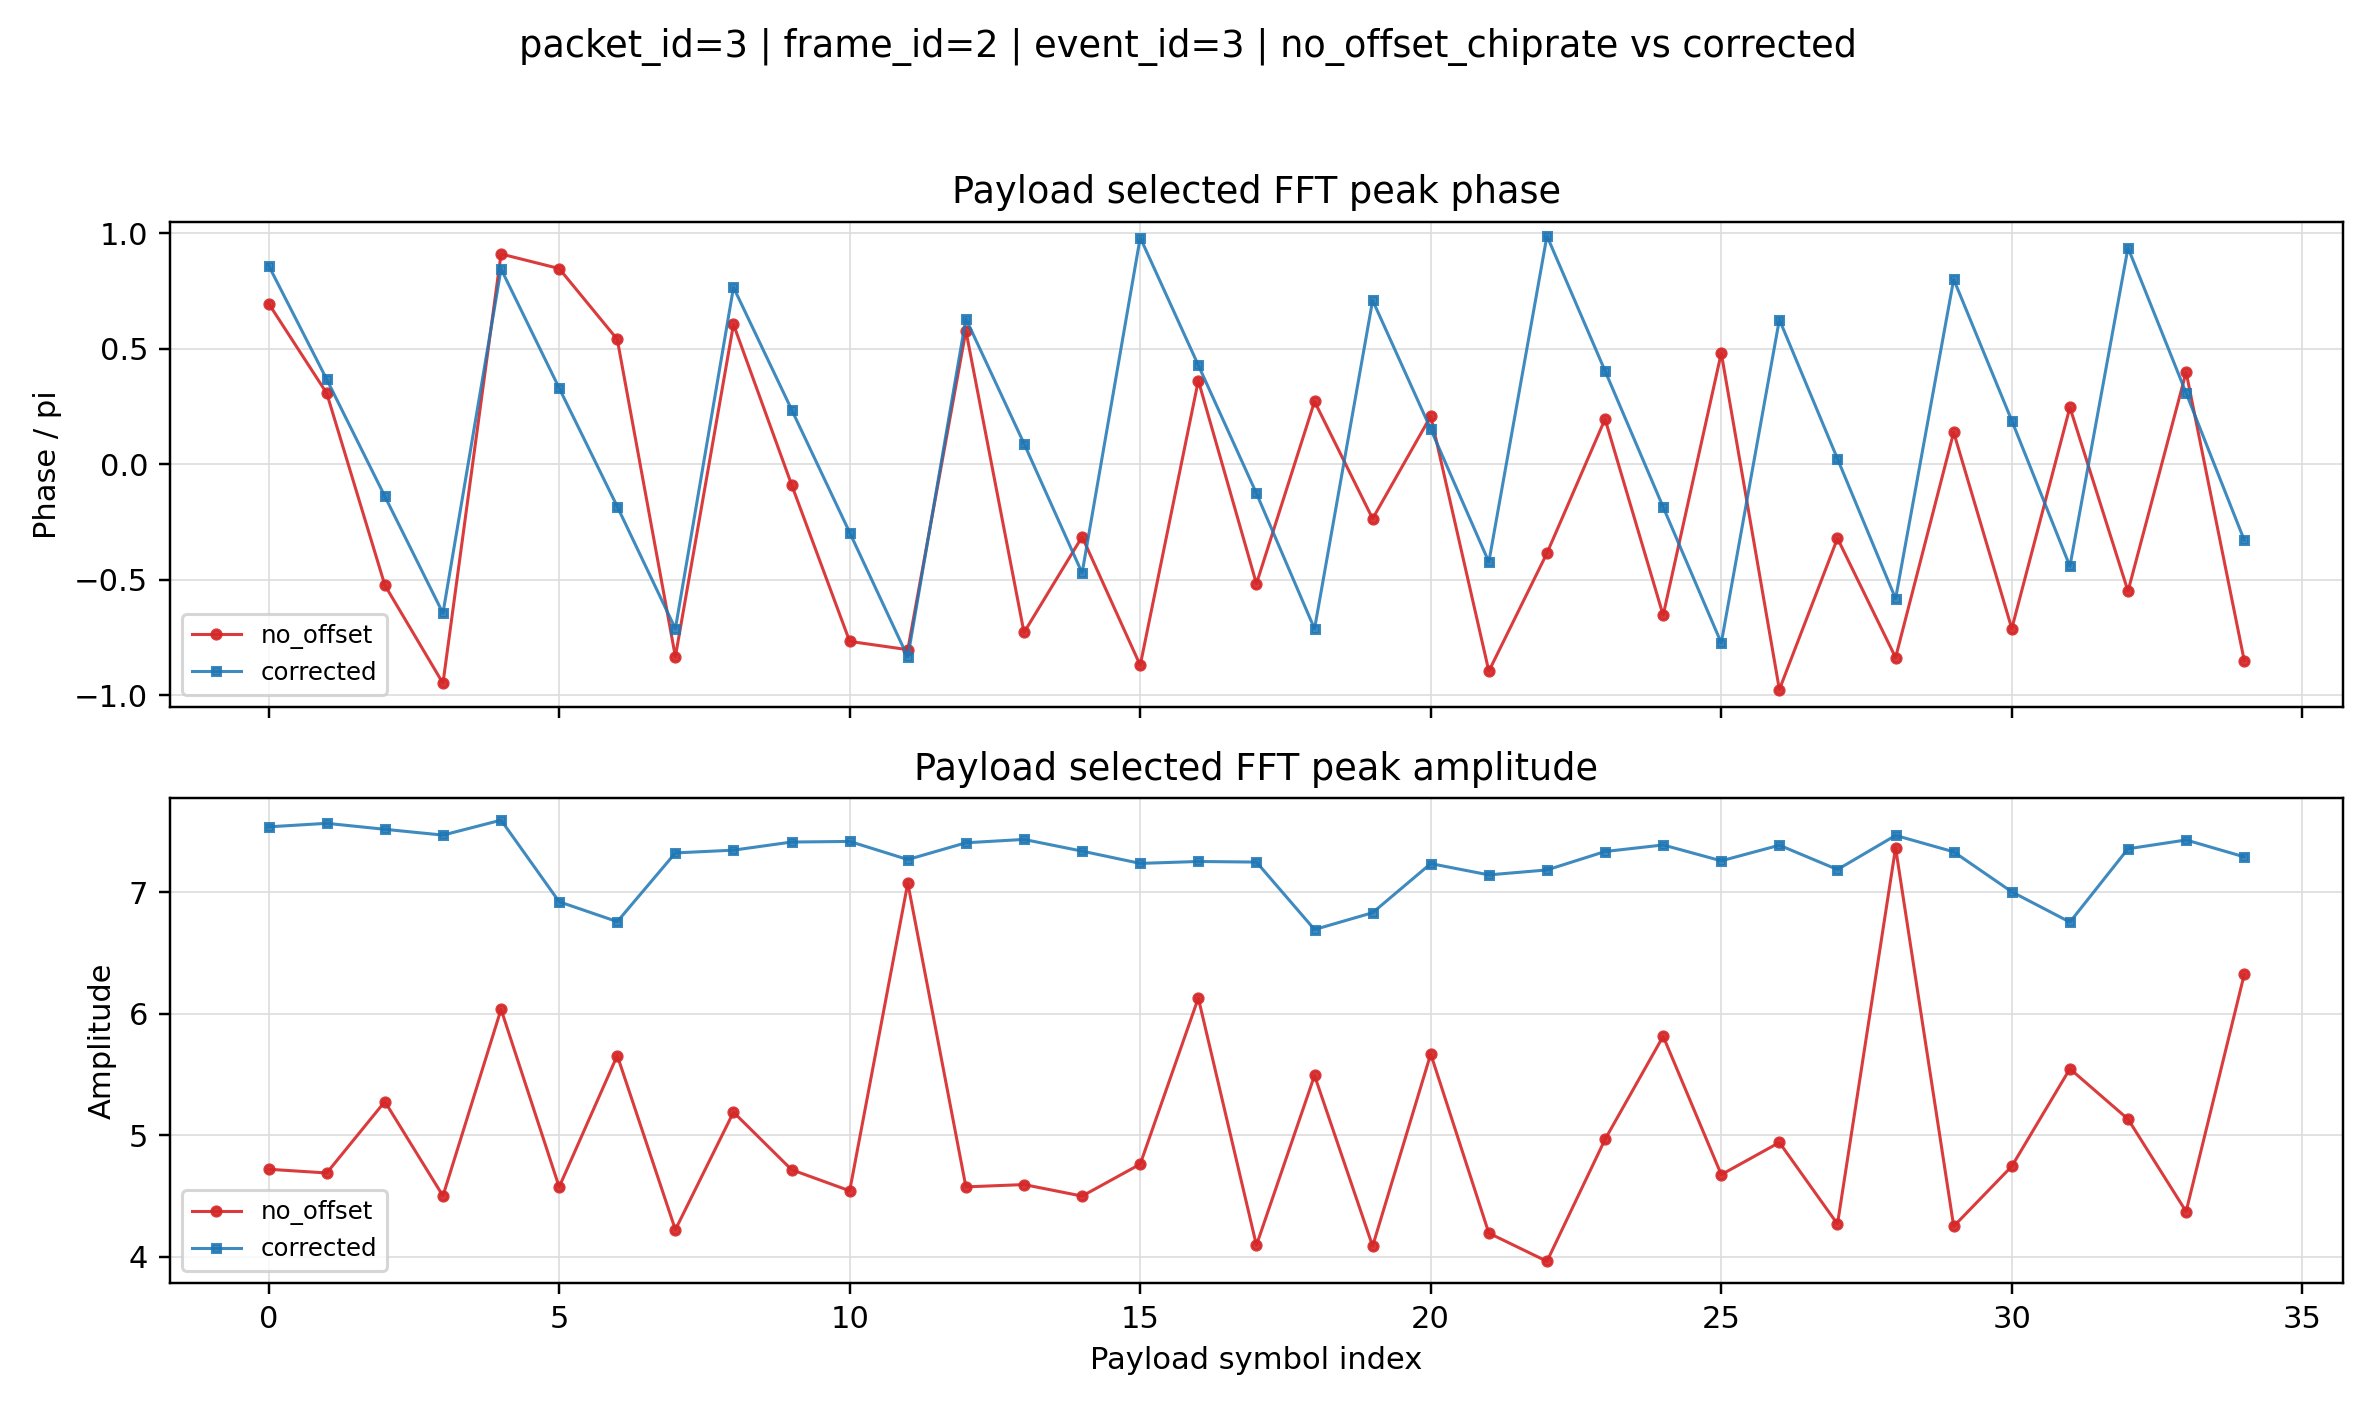 packet_id=3 | frame_id=2 | event_id=3 | no_offset_chiprate vs corrected
Payload selected FFT peak phase
Phase / pi
1.0
0.5
0.0
−0.5
−1.0
no_offset
corrected
Payload selected FFT peak amplitude
Amplitude
7
6
5
4
no_offset
corrected
0 5 10 15 20 25 30 35
Payload symbol index